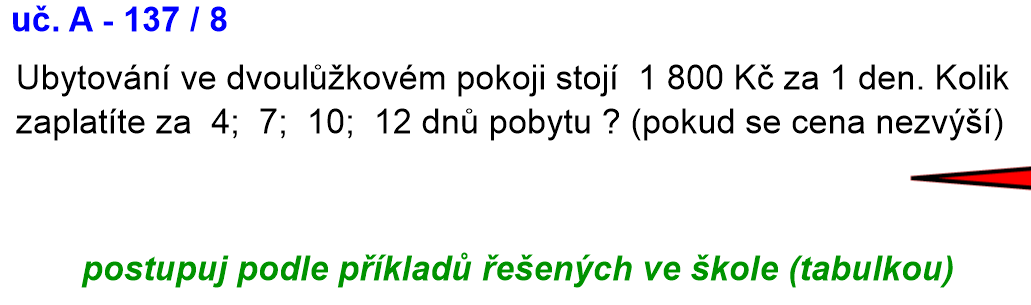 uč. A - 137 / 8
Ubytování ve dvoulůžkovém pokoji stojí 1 800 Kč za 1 den. Kolik
zaplatíte za 4; 7; 10; 12 dnů pobytu ? (pokud se cena nezvýší)
postupuj podle příkladů řešených ve škole (tabulkou)